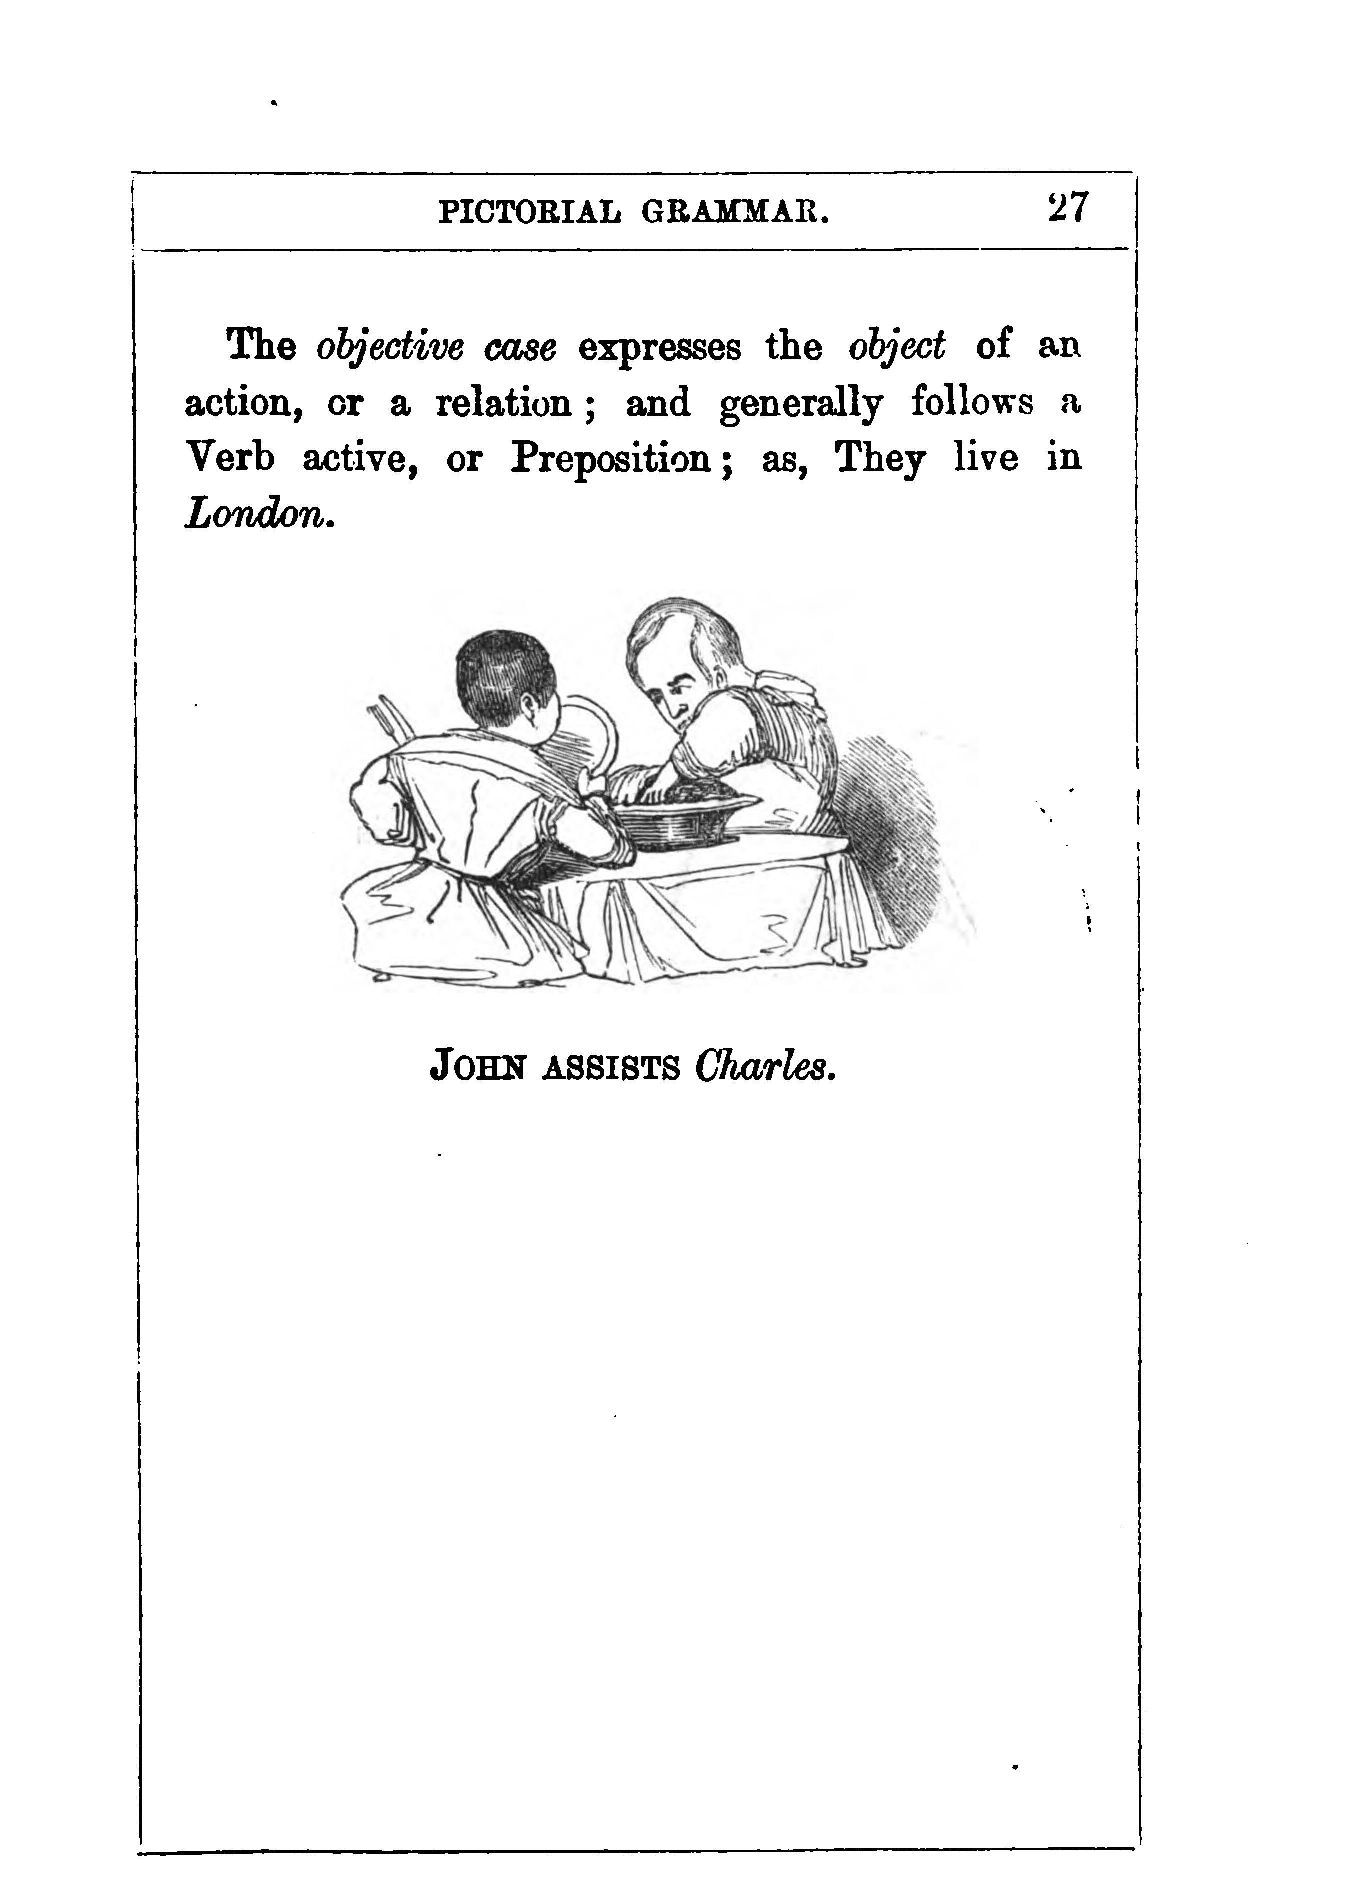 PICTORIAL GRAMMAR. 27
The objective case expresses the object of an
action, or a relation; and generally follows a
Verb active, or Preposition; as, They live in
London.
JOHN ASSISTS Charles.